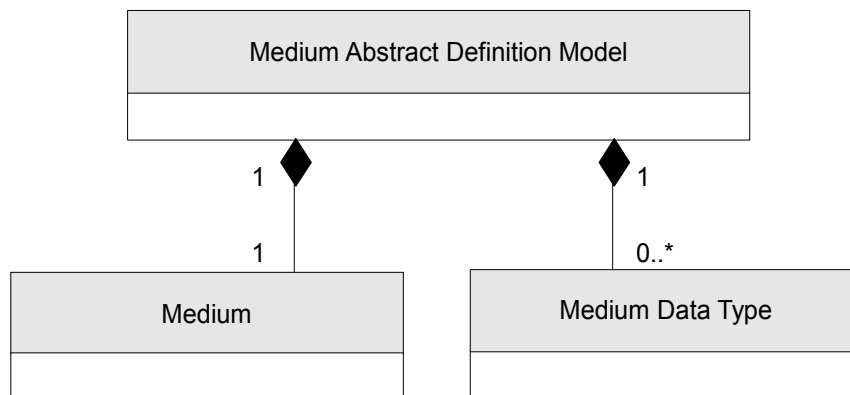 Medium Abstract Definition Model
1
1
1
0..*
Medium
Medium Data Type